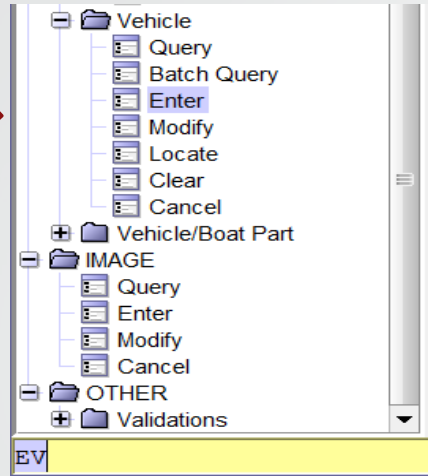 Vehicle
Query
Batch Query
Enter
Modify
Locate
Clear
Cancel
Vehicle/Boat Part
IMAGE
Query
Enter
Modify
Cancel
OTHER
Validations
EV